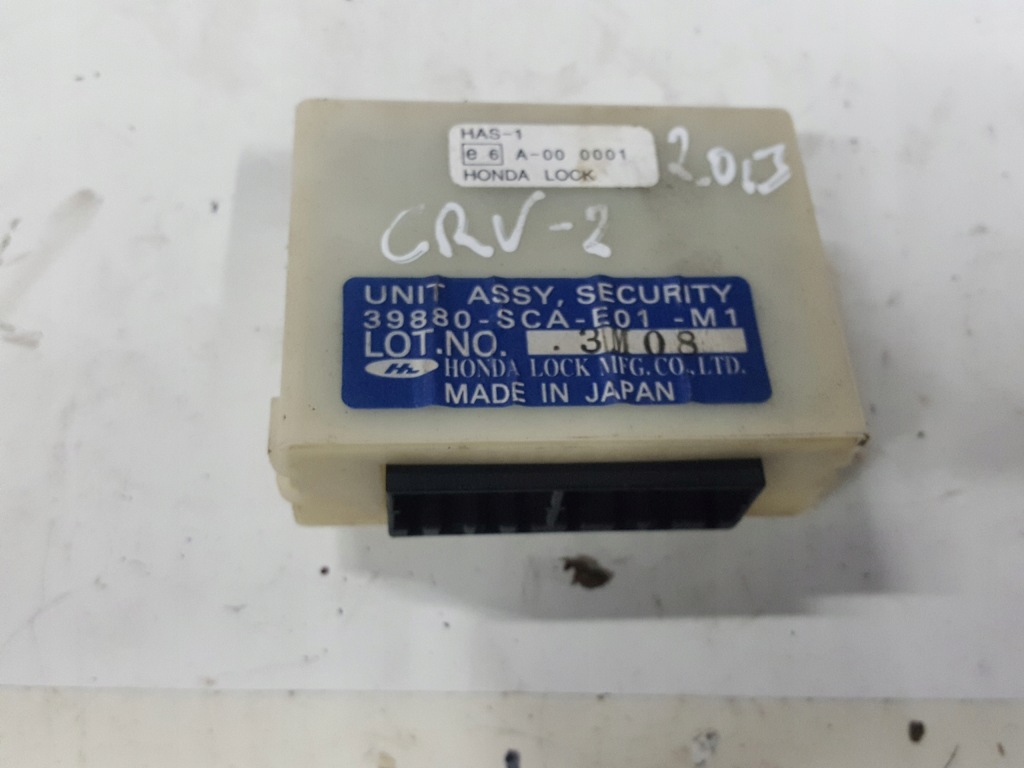 HAS-1
e 6 A-00 0001
HONDA LOCK
2.0
CRV-2
UNIT ASSY, SECURITY
39880-SCA-E01 -M1
LOT.NO. .3M08
HONDA LOCK MFG.CO.,LTD.
MADE IN JAPAN